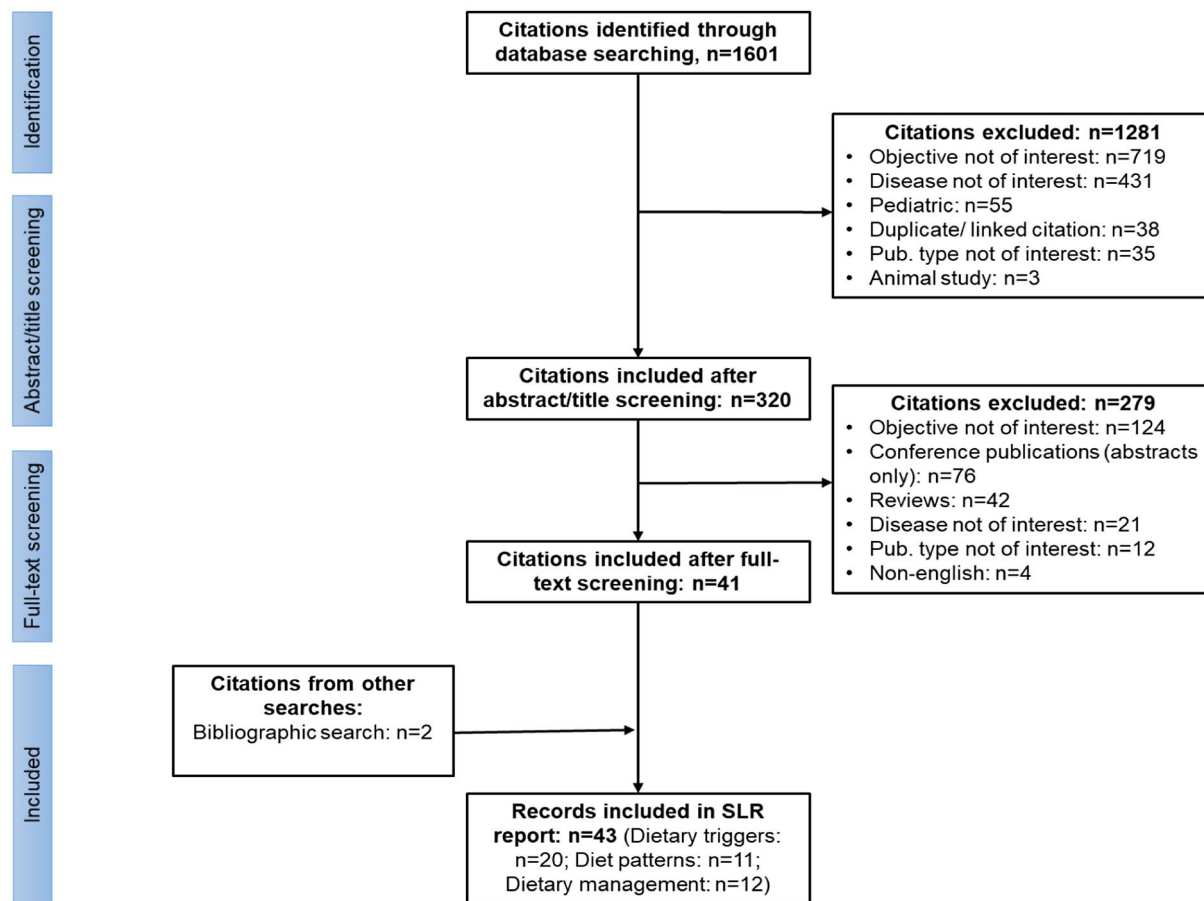 Identification
Abstract/title screening
Full-text screening
Included
Citations identified through
database searching, n=1601
Citations excluded: n=1281
• Objective not of interest: n=719
• Disease not of interest: n=431
• Pediatric: n=55
• Duplicate/ linked citation: n=38
• Pub. type not of interest: n=35
• Animal study: n=3
Citations included after
abstract/title screening: n=320
Citations excluded: n=279
• Objective not of interest: n=124
• Conference publications (abstracts
only): n=76
• Reviews: n=42
• Disease not of interest: n=21
• Pub. type not of interest: n=12
• Non-english: n=4
Citations included after full-
text screening: n=41
Citations from other
searches:
Bibliographic search: n=2
Records included in SLR
report: n=43 (Dietary triggers:
n=20; Diet patterns: n=11;
Dietary management: n=12)